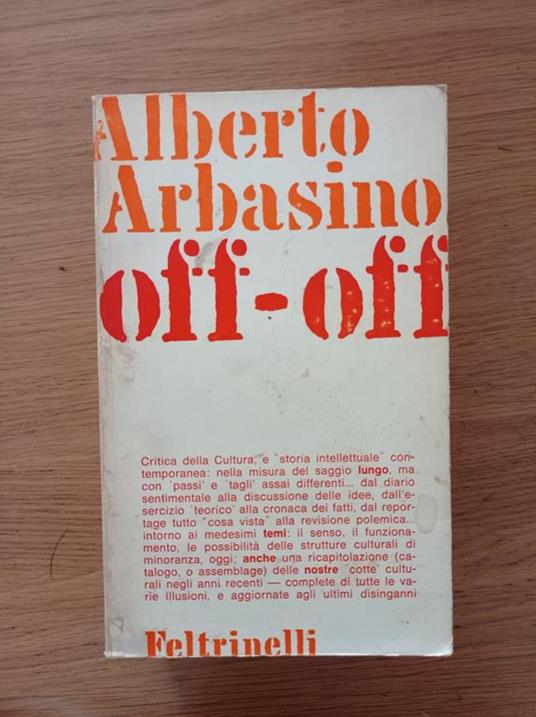 Alberto
Arbasino
off-off
Critica della Cultura, e "storia intellettuale" con-
temporanea: nella misura del saggio lungo, ma
con 'passi' e 'tagli' assai differenti... dal diario
sentimentale alla discussione delle idee, dall'e-
sercizio 'teorico' alla cronaca dei fatti, dal repor-
tage tutto "cosa vista" alla revisione polemica...
intorno ai medesimi temi: il senso, il funziona-
mento, le possibilità delle strutture culturali di
minoranza, oggi; anche una ricapitolazione (ca-
talogo, o assemblage) delle nostre 'cotte' cultu-
rali negli anni recenti — complete di tutte le va-
rie illusioni, e aggiornate agli ultimi disinganni
Feltrinelli